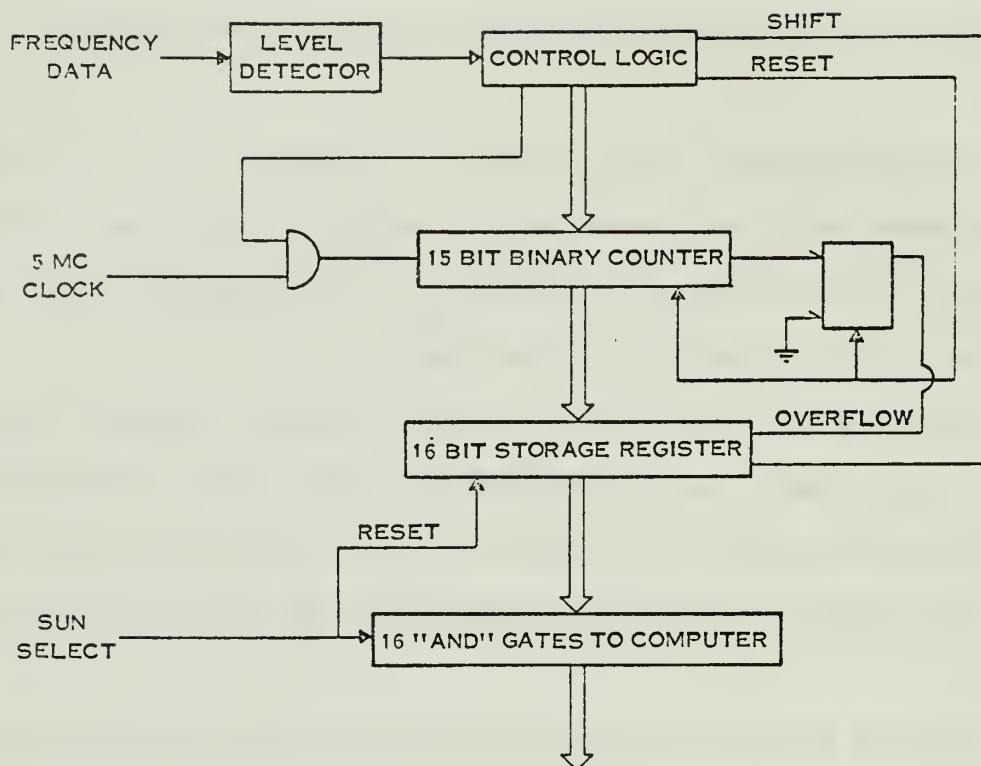 FREQUENCY
DATA
LEVEL
DETECTOR
CONTROL LOGIC
SHIFT
RESET
5 MC
CLOCK
15 BIT BINARY COUNTER
OVERFLOW
16 BIT STORAGE REGISTER
RESET
SUN
SELECT
16 "AND" GATES TO COMPUTER